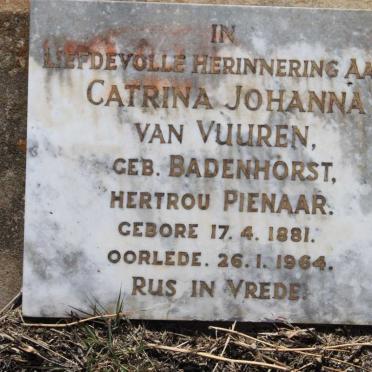 IN
LIEFDEVOLLE HERINNERING AA
CATRINA JOHANNA
VAN VUUREN,
GEB. BADENHORST,
HERTROU PIENAAR.
GEBORE 17. 4. 1881.
OORLEDE. 26. 1. 1964.
RUS IN VREDE.